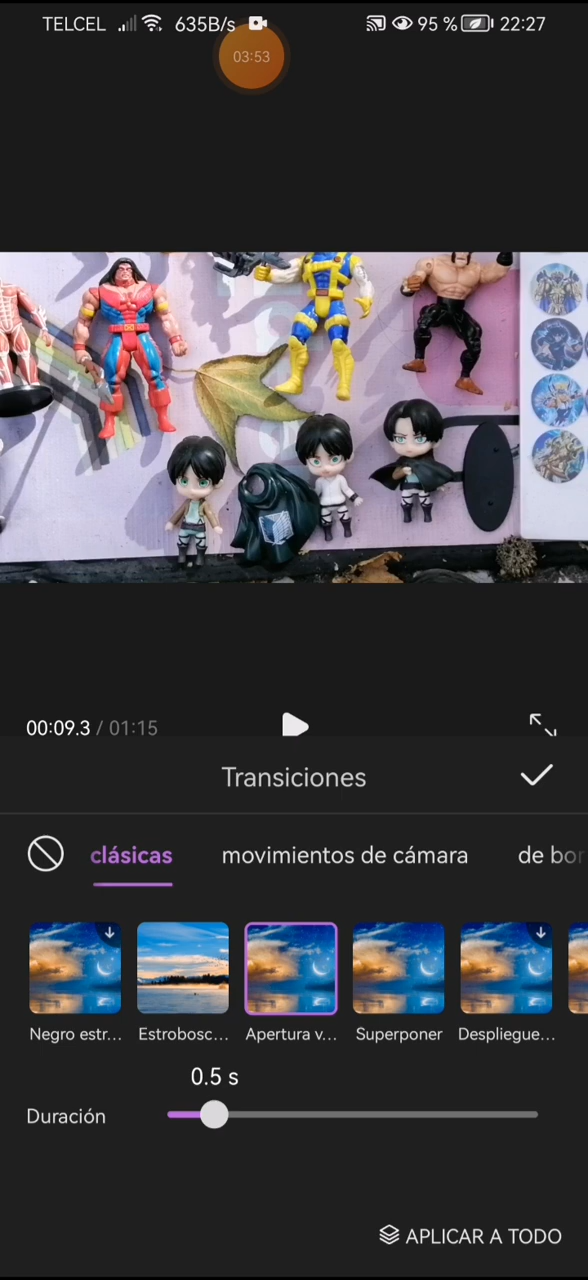 TELCEL 635B/s 95 % 22:27
03:53
00:09.3 / 01:15
Transiciones
clásicas movimientos de cámara de bor
Negro estr... Estrobosc... Apertura v... Superponer Despliegue...
0.5 s
Duración
APLICAR A TODO